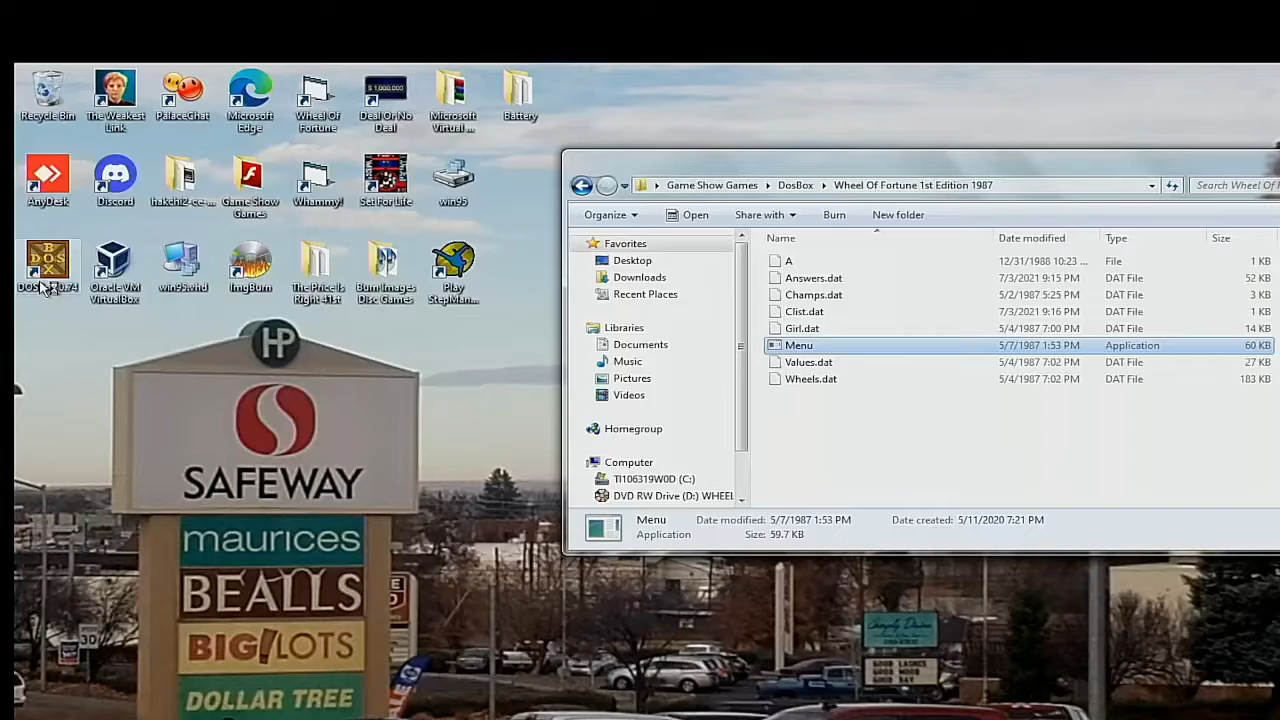 Recycle Bin
The Weakest Link
PalaceChat
Microsoft Edge
Wheel Of Fortune
$1,000,000
Deal Or No Deal
Microsoft Virtual ...
Battery
AnyDesk
Discord
hakchi2-ce-...
Game Show Games
Whammy!
Set For Life
win95
Oracle VM VirtualBox
win95.vhd
ImgBurn
The Price Is Right 41st
Burn Images Disc Games
Play StepMan...
Game Show Games
DosBox
Wheel Of Fortune 1st Edition 1987
Search Wheel Of
Organize
Open
Share with
Burn
New folder
Favorites
Desktop
Downloads
Recent Places
Libraries
Documents
Music
Pictures
Videos
Homegroup
Computer
TI106319W0D (C:)
DVD RW Drive (D:) WHEEL
Name Date modified Type Size
A 12/31/1988 10:23 ... File 1 KB
Answers.dat 7/3/2021 9:15 PM DAT File 52 KB
Champs.dat 5/2/1987 5:25 PM DAT File 3 KB
Clist.dat 7/3/2021 9:16 PM DAT File 1 KB
Girl.dat 5/4/1987 7:00 PM DAT File 14 KB
Menu 5/7/1987 1:53 PM Application 60 KB
Values.dat 5/4/1987 7:02 PM DAT File 27 KB
Wheels.dat 5/4/1987 7:02 PM DAT File 183 KB
Menu Date modified: 5/7/1987 1:53 PM Date created: 5/11/2020 7:21 PM
Application Size: 59.7 KB
HP
SAFEWAY
maurices
BEALLS
BIG! LOTS
DOLLAR TREE
30
GOOD LASHES
GOOD MOOD
GOOD DAY